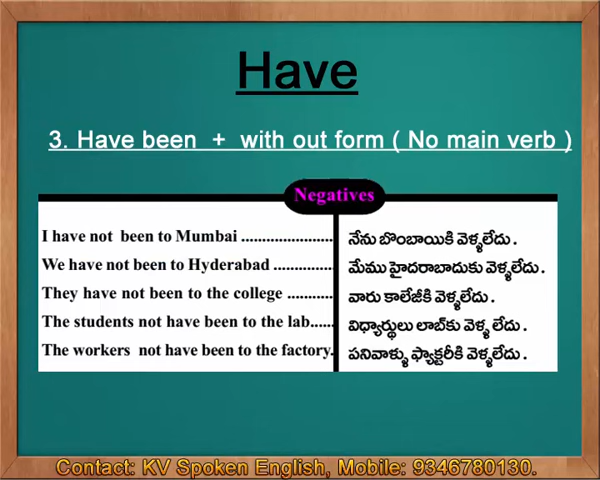 Have
3. Have been + with out form ( No main verb )
Negatives
I have not been to Mumbai ....................... నేను బొంబాయికి వెళ్ళలేదు .
We have not been to Hyderabad ............... మేము హైదరాబాదుకు వెళ్ళలేదు .
They have not been to the college ........... వారు కాలేజీకి వెళ్ళలేదు .
The students not have been to the lab...... విధ్యార్థులు లాబ్‌కు వెళ్ళ లేదు .
The workers not have been to the factory. పనివాళ్ళు ఫ్యాక్టరీకి వెళ్ళలేదు .
Contact: KV Spoken English, Mobile: 9346780130.